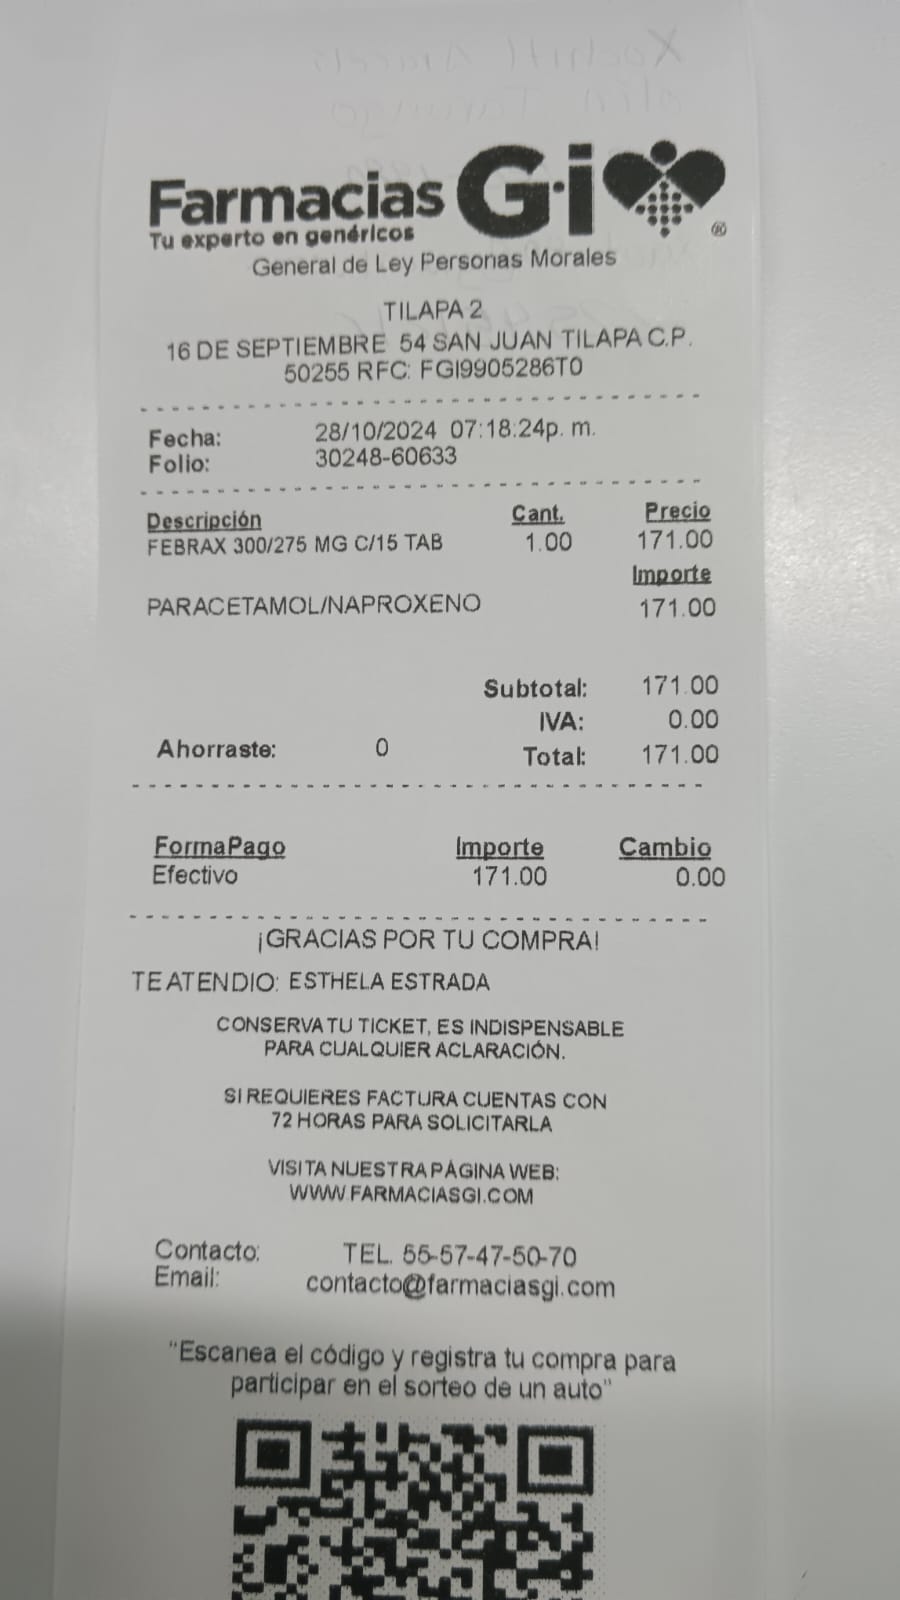 Farmacias Gi ®
Tu experto en genéricos
General de Ley Personas Morales
TILAPA 2
16 DE SEPTIEMBRE 54 SAN JUAN TILAPA C.P.
50255 RFC: FGI9905286T0
Fecha: 28/10/2024 07:18:24p. m.
Folio: 30248-60633
Descripción Cant. Precio
FEBRAX 300/275 MG C/15 TAB 1.00 171.00
Importe
PARACETAMOL/NAPROXENO 171.00
Subtotal: 171.00
IVA: 0.00
Ahorraste: 0 Total: 171.00
FormaPago Importe Cambio
Efectivo 171.00 0.00
¡GRACIAS POR TU COMPRA!
TE ATENDIO: ESTHELA ESTRADA
CONSERVA TU TICKET, ES INDISPENSABLE
PARA CUALQUIER ACLARACIÓN.
SI REQUIERES FACTURA CUENTAS CON
72 HORAS PARA SOLICITARLA
VISITA NUESTRA PÁGINA WEB:
WWW.FARMACIASGI.COM
Contacto: TEL. 55-57-47-50-70
Email: contacto@farmaciasgi.com
"Escanea el código y registra tu compra para
participar en el sorteo de un auto"